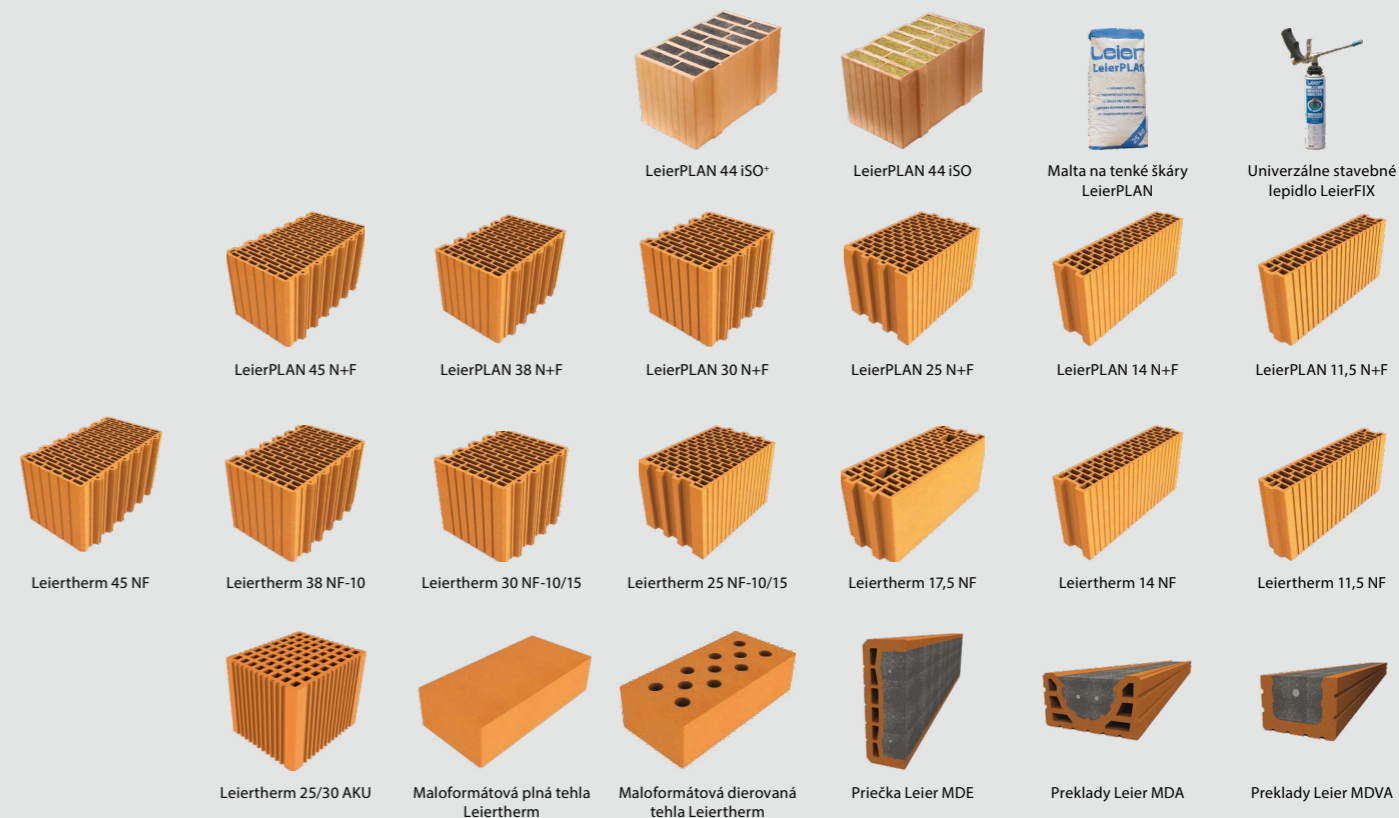 Leier
LeierPLAN
25 kg
LeierPLAN 44 iSO⁺
LeierPLAN 44 iSO
Malta na tenké škáry
LeierPLAN
Univerzálne stavebné
lepidlo LeierFIX
LeierPLAN 45 N+F
LeierPLAN 38 N+F
LeierPLAN 30 N+F
LeierPLAN 25 N+F
LeierPLAN 14 N+F
LeierPLAN 11,5 N+F
Leiertherm 45 NF
Leiertherm 38 NF-10
Leiertherm 30 NF-10/15
Leiertherm 25 NF-10/15
Leiertherm 17,5 NF
Leiertherm 14 NF
Leiertherm 11,5 NF
Leiertherm 25/30 AKU
Maloformátová plná tehla
Leiertherm
Maloformátová dierovaná
tehla Leiertherm
Priečka Leier MDE
Preklady Leier MDA
Preklady Leier MDVA